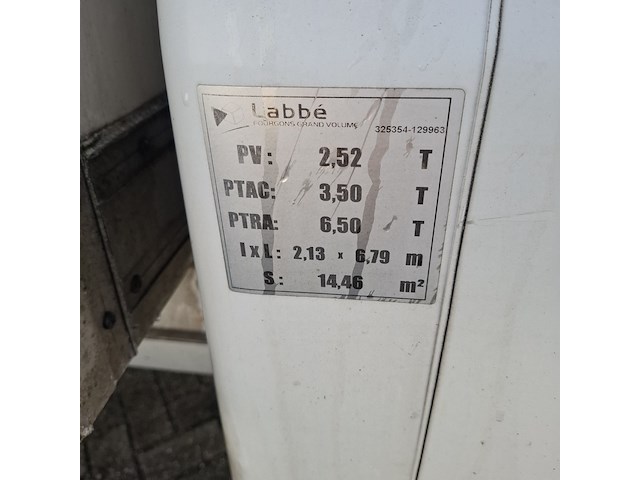 Labbé
FOURGONS GRAND VOLUME
325354-129963
PV: 2,52 T
PTAC: 3,50 T
PTRA: 6,50 T
l x L: 2,13 x 6,79 m
S: 14,46 m²